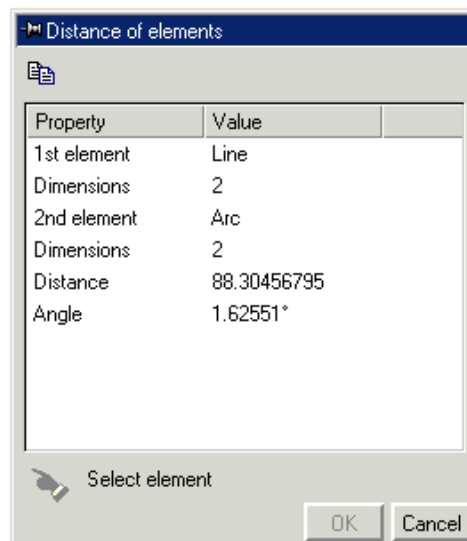 Distance of elements
Property Value
1st element Line
Dimensions 2
2nd element Arc
Dimensions 2
Distance 88.30456795
Angle 1.62551°
Select element
OK Cancel